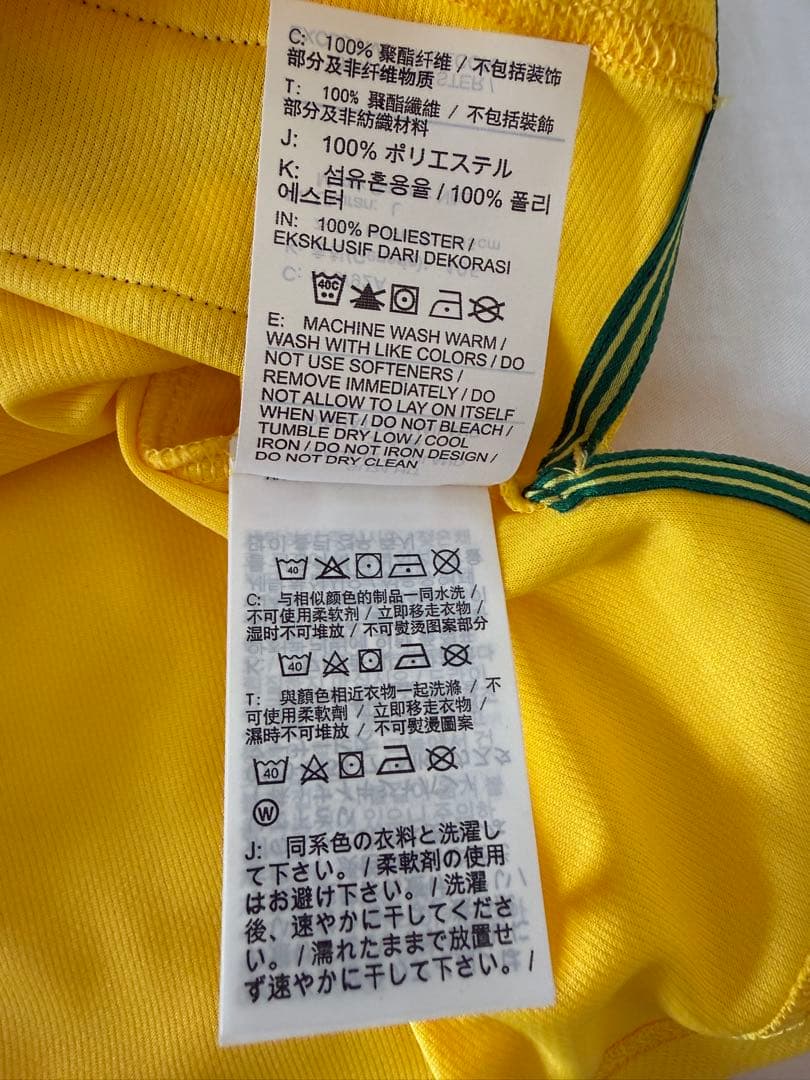 C: 100% 聚酯纤维 / 不包括装饰
部分及非纤维物质
T: 100% 聚酯纖維 / 不包括裝飾
部分及非紡織材料
J: 100% ポリエステル
K: 섬유혼용율 / 100% 폴리
에스터
IN: 100% POLIESTER /
EKSKLUSIF DARI DEKORASI
40C
E: MACHINE WASH WARM /
WASH WITH LIKE COLORS / DO
NOT USE SOFTENERS /
REMOVE IMMEDIATELY / DO
NOT ALLOW TO LAY ON ITSELF
WHEN WET / DO NOT BLEACH /
TUMBLE DRY LOW / COOL
IRON / DO NOT IRON DESIGN /
DO NOT DRY CLEAN
40
C: 与相似颜色的制品一同水洗 /
不可使用柔软剂 / 立即移走衣物 /
湿时不可堆放 / 不可熨烫图案部分
40
T: 與顏色相近衣物一起洗滌 / 不
可使用柔軟劑 / 立即移走衣物 /
濕時不可堆放 / 不可熨燙圖案
40
W
J: 同系色の衣料と洗濯し
て下さい。 / 柔軟剤の使用
はお避け下さい。 / 洗濯
後、速やかに干してくださ
い。 / 濡れたままで放置せ
ず速やかに干して下さい。 /